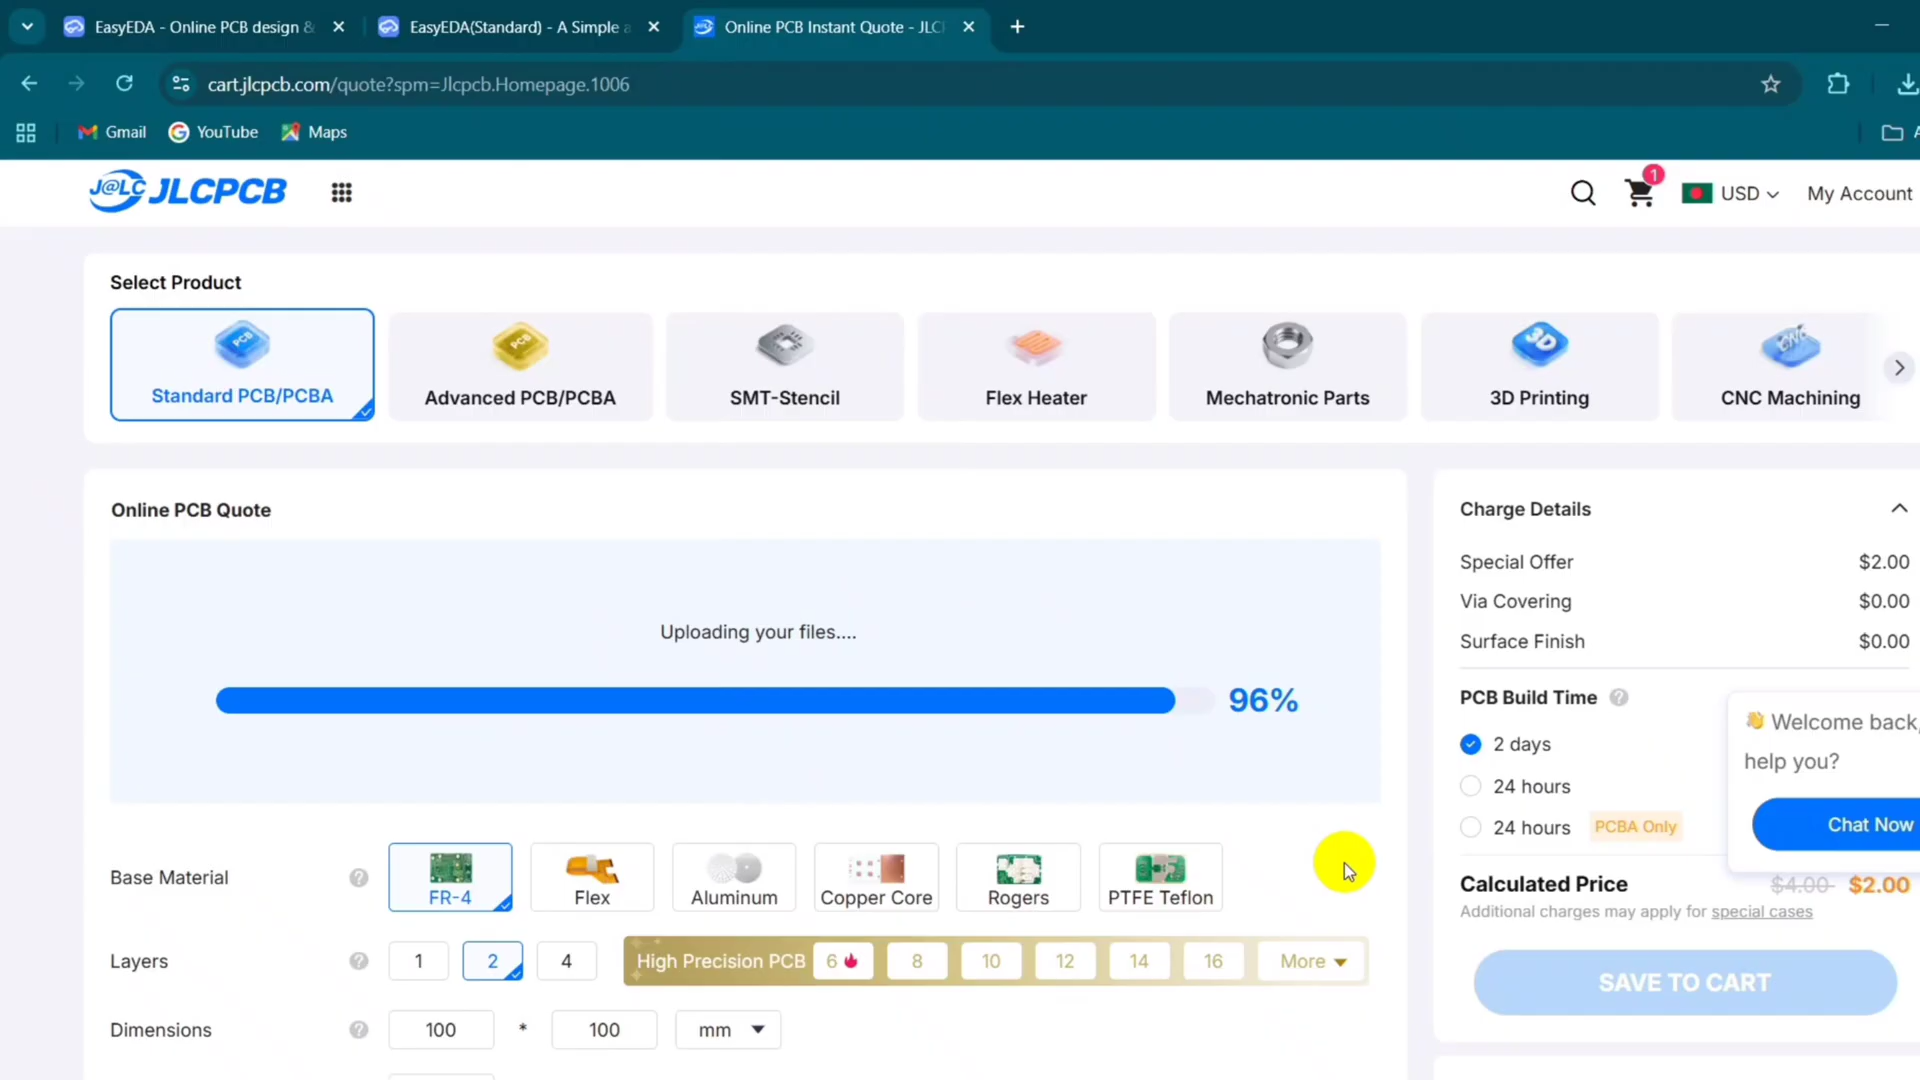 EasyEDA - Online PCB design &
EasyEDA(Standard) - A Simple a
Online PCB Instant Quote - JLC
cart.jlcpcb.com/quote?spm=Jlcpcb.Homepage.1006
Gmail
YouTube
Maps
A
J@LC JLCPCB
1
USD
My Account
Select Product
PCB
Standard PCB/PCBA
PCB
Advanced PCB/PCBA
SMT-Stencil
Flex Heater
Mechatronic Parts
3D
3D Printing
CNC
CNC Machining
Online PCB Quote
Uploading your files....
96%
Base Material
?
FR-4
Flex
Aluminum
Copper Core
Rogers
PTFE Teflon
Layers
?
1
2
4
High Precision PCB
6
8
10
12
14
16
More
Dimensions
?
100
*
100
mm
Charge Details
Special Offer
$2.00
Via Covering
$0.00
Surface Finish
$0.00
PCB Build Time
?
2 days
24 hours
24 hours
PCBA Only
👋 Welcome back,
help you?
Chat Now
Calculated Price
$4.00
$2.00
Additional charges may apply for special cases
SAVE TO CART